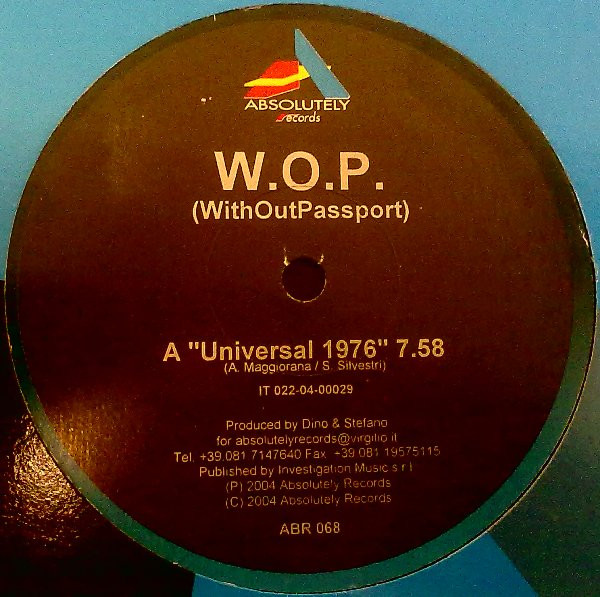 ABSOLUTELY
records
W.O.P.
(WithOutPassport)
A "Universal 1976" 7.58
(A. Maggiorana / S. Silvestri)
IT 022-04-00029
Produced by Dino & Stefano
for absolutelyrecords@virgilio.it
Tel. +39.081 7147640 Fax +39 081 19575115
Published by Investigation Music s.r.l
(P) 2004 Absolutely Records
(C) 2004 Absolutely Records
ABR 068